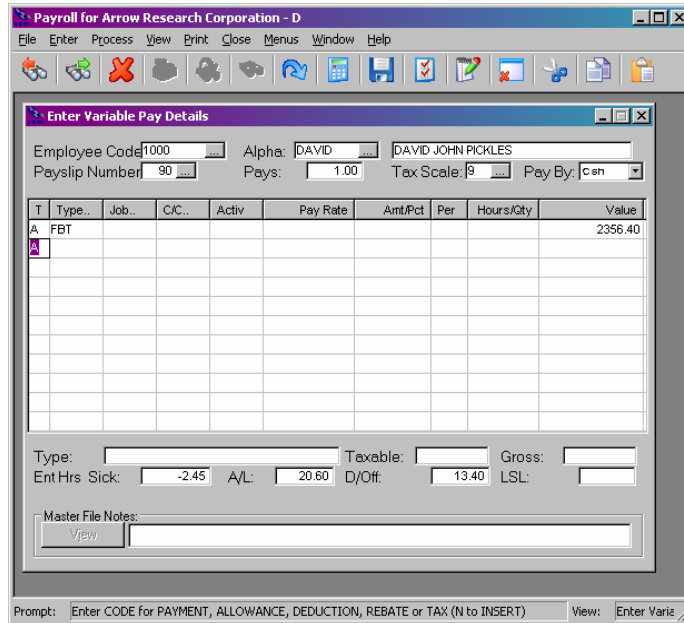 Payroll for Arrow Research Corporation - D
File Enter Process View Print Close Menus Window Help
Enter Variable Pay Details
Employee Code 1000 ... Alpha: DAVID ... DAVID JOHN PICKLES
Payslip Number 90 ... Pays: 1.00 Tax Scale: 9 ... Pay By: Csh
T Type.. Job.. C/C.. Activ Pay Rate Amt/Pct Per Hours/Qty Value
A FBT 2356.40
A
Type: Taxable: Gross:
Ent Hrs Sick: -2.45 A/L: 20.60 D/Off: 13.40 LSL:
Master File Notes:
View
Prompt: Enter CODE for PAYMENT, ALLOWANCE, DEDUCTION, REBATE or TAX (N to INSERT) View: Enter Varia